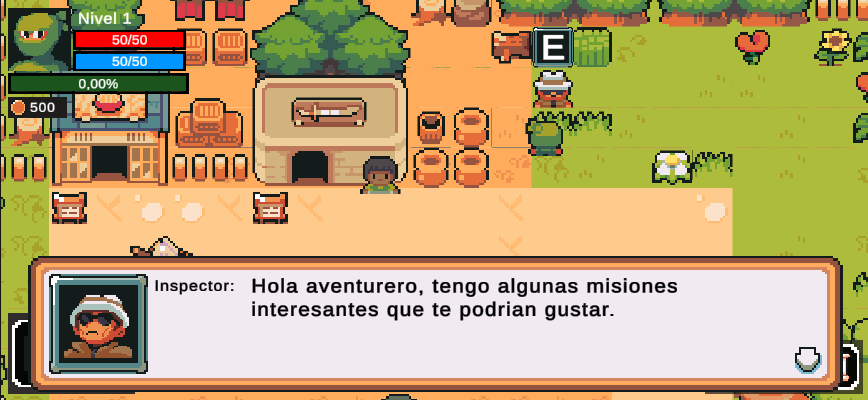 Nivel 1
50/50
50/50
0,00%
500
E
Inspector: Hola aventurero, tengo algunas misiones
interesantes que te podrian gustar.